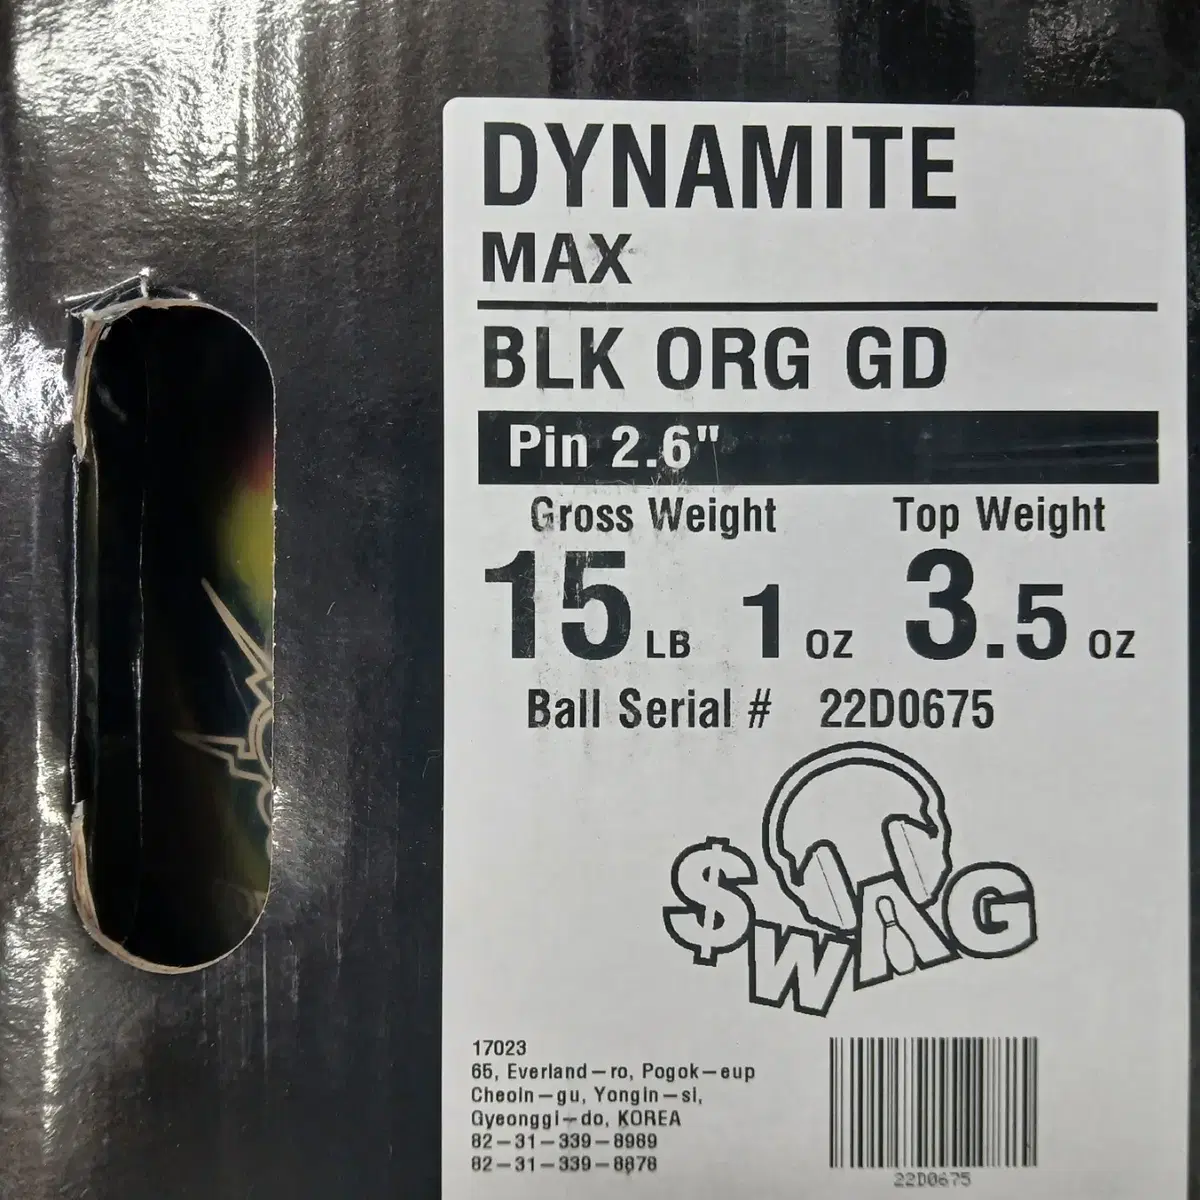 DYNAMITE
MAX
BLK ORG GD
Pin 2.6"
Gross Weight Top Weight
15 LB 1 OZ 3.5 OZ
Ball Serial # 22D0675
$WAG
17023
65, Everland-ro, Pogok-eup
Cheoin-gu, Yongin-si,
Gyeonggi-do, KOREA
82-31-339-8989
82-31-339-8878
22D0675